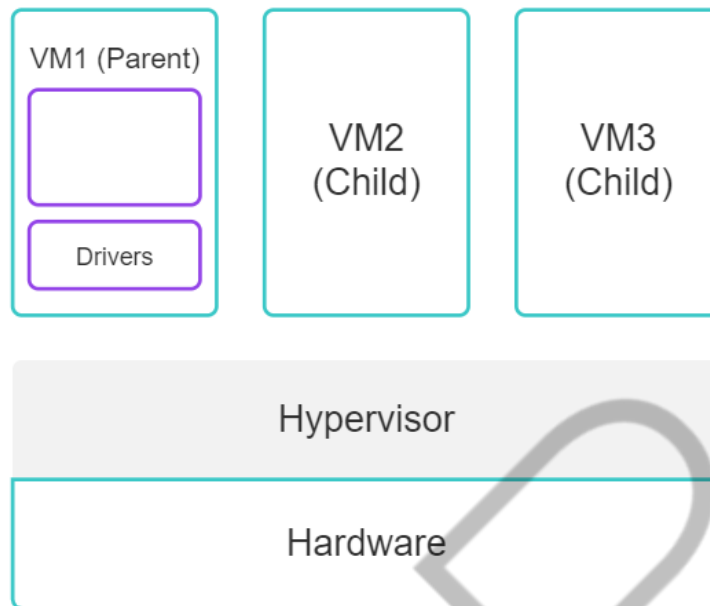 VM1 (Parent)
Drivers
VM2
(Child)
VM3
(Child)
Hypervisor
Hardware